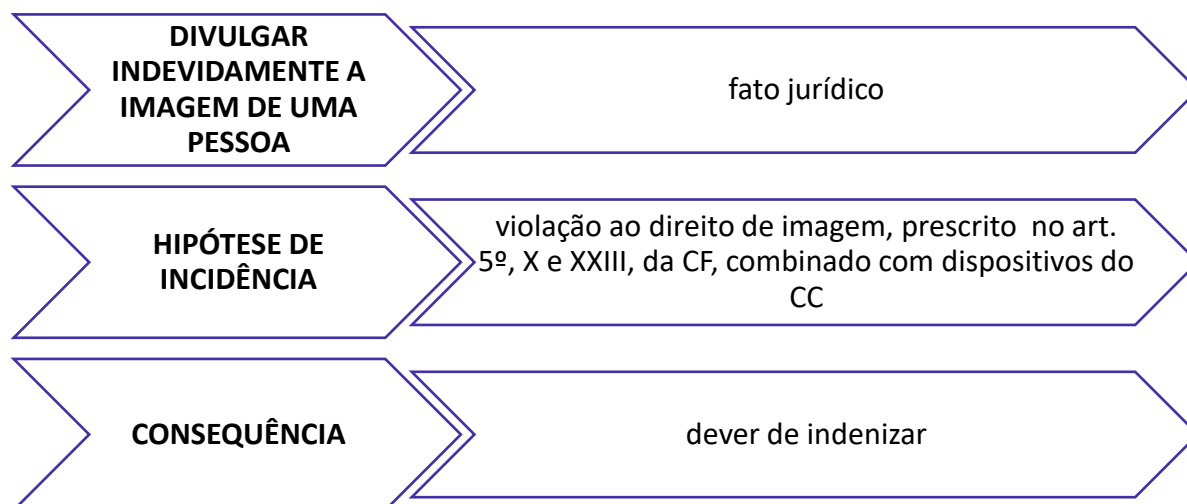 DIVULGAR
INDEVIDAMENTE A
IMAGEM DE UMA
PESSOA
fato jurídico
HIPÓTESE DE
INCIDÊNCIA
violação ao direito de imagem, prescrito no art.
5º, X e XXIII, da CF, combinado com dispositivos do
CC
CONSEQUÊNCIA
dever de indenizar